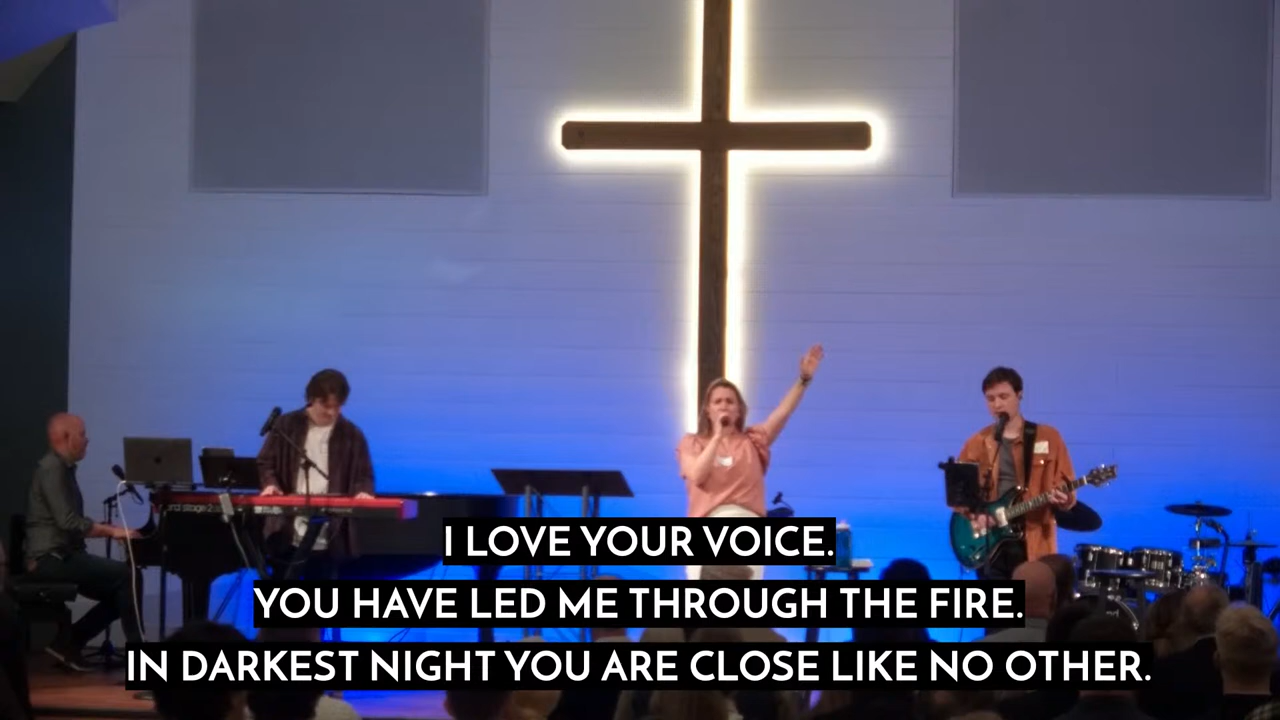 I LOVE YOUR VOICE.
YOU HAVE LED ME THROUGH THE FIRE.
IN DARKEST NIGHT YOU ARE CLOSE LIKE NO OTHER.